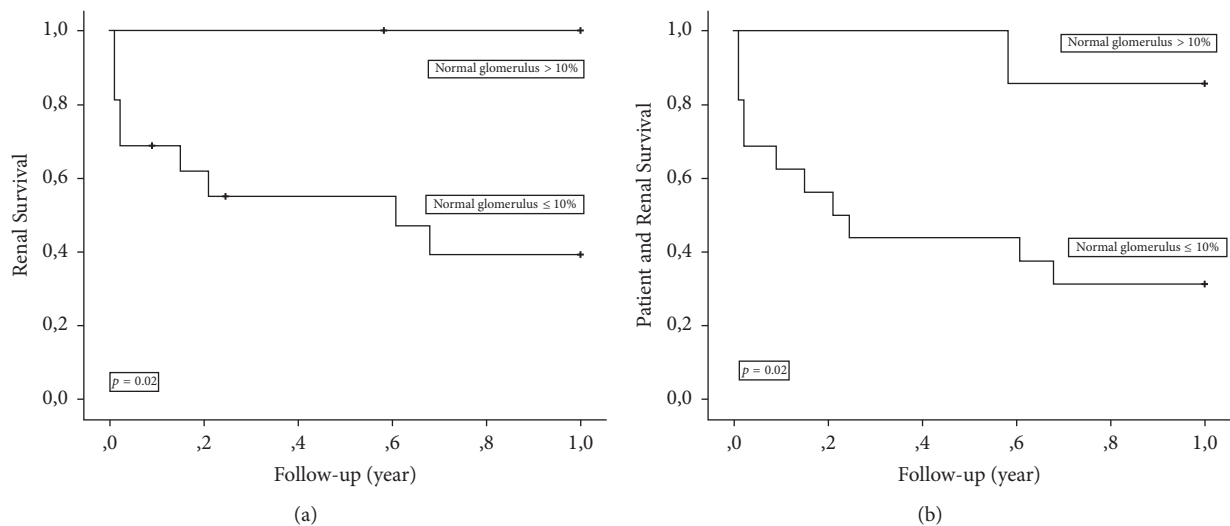 1,0
0,8
0,6
0,4
0,2
0,0
Renal Survival
Normal glomerulus > 10%
Normal glomerulus ≤ 10%
p = 0.02
,0 ,2 ,4 ,6 ,8 1,0
Follow-up (year)
(a)
1,0
0,8
0,6
0,4
0,2
0,0
Patient and Renal Survival
Normal glomerulus > 10%
Normal glomerulus ≤ 10%
p = 0.02
,0 ,2 ,4 ,6 ,8 1,0
Follow-up (year)
(b)